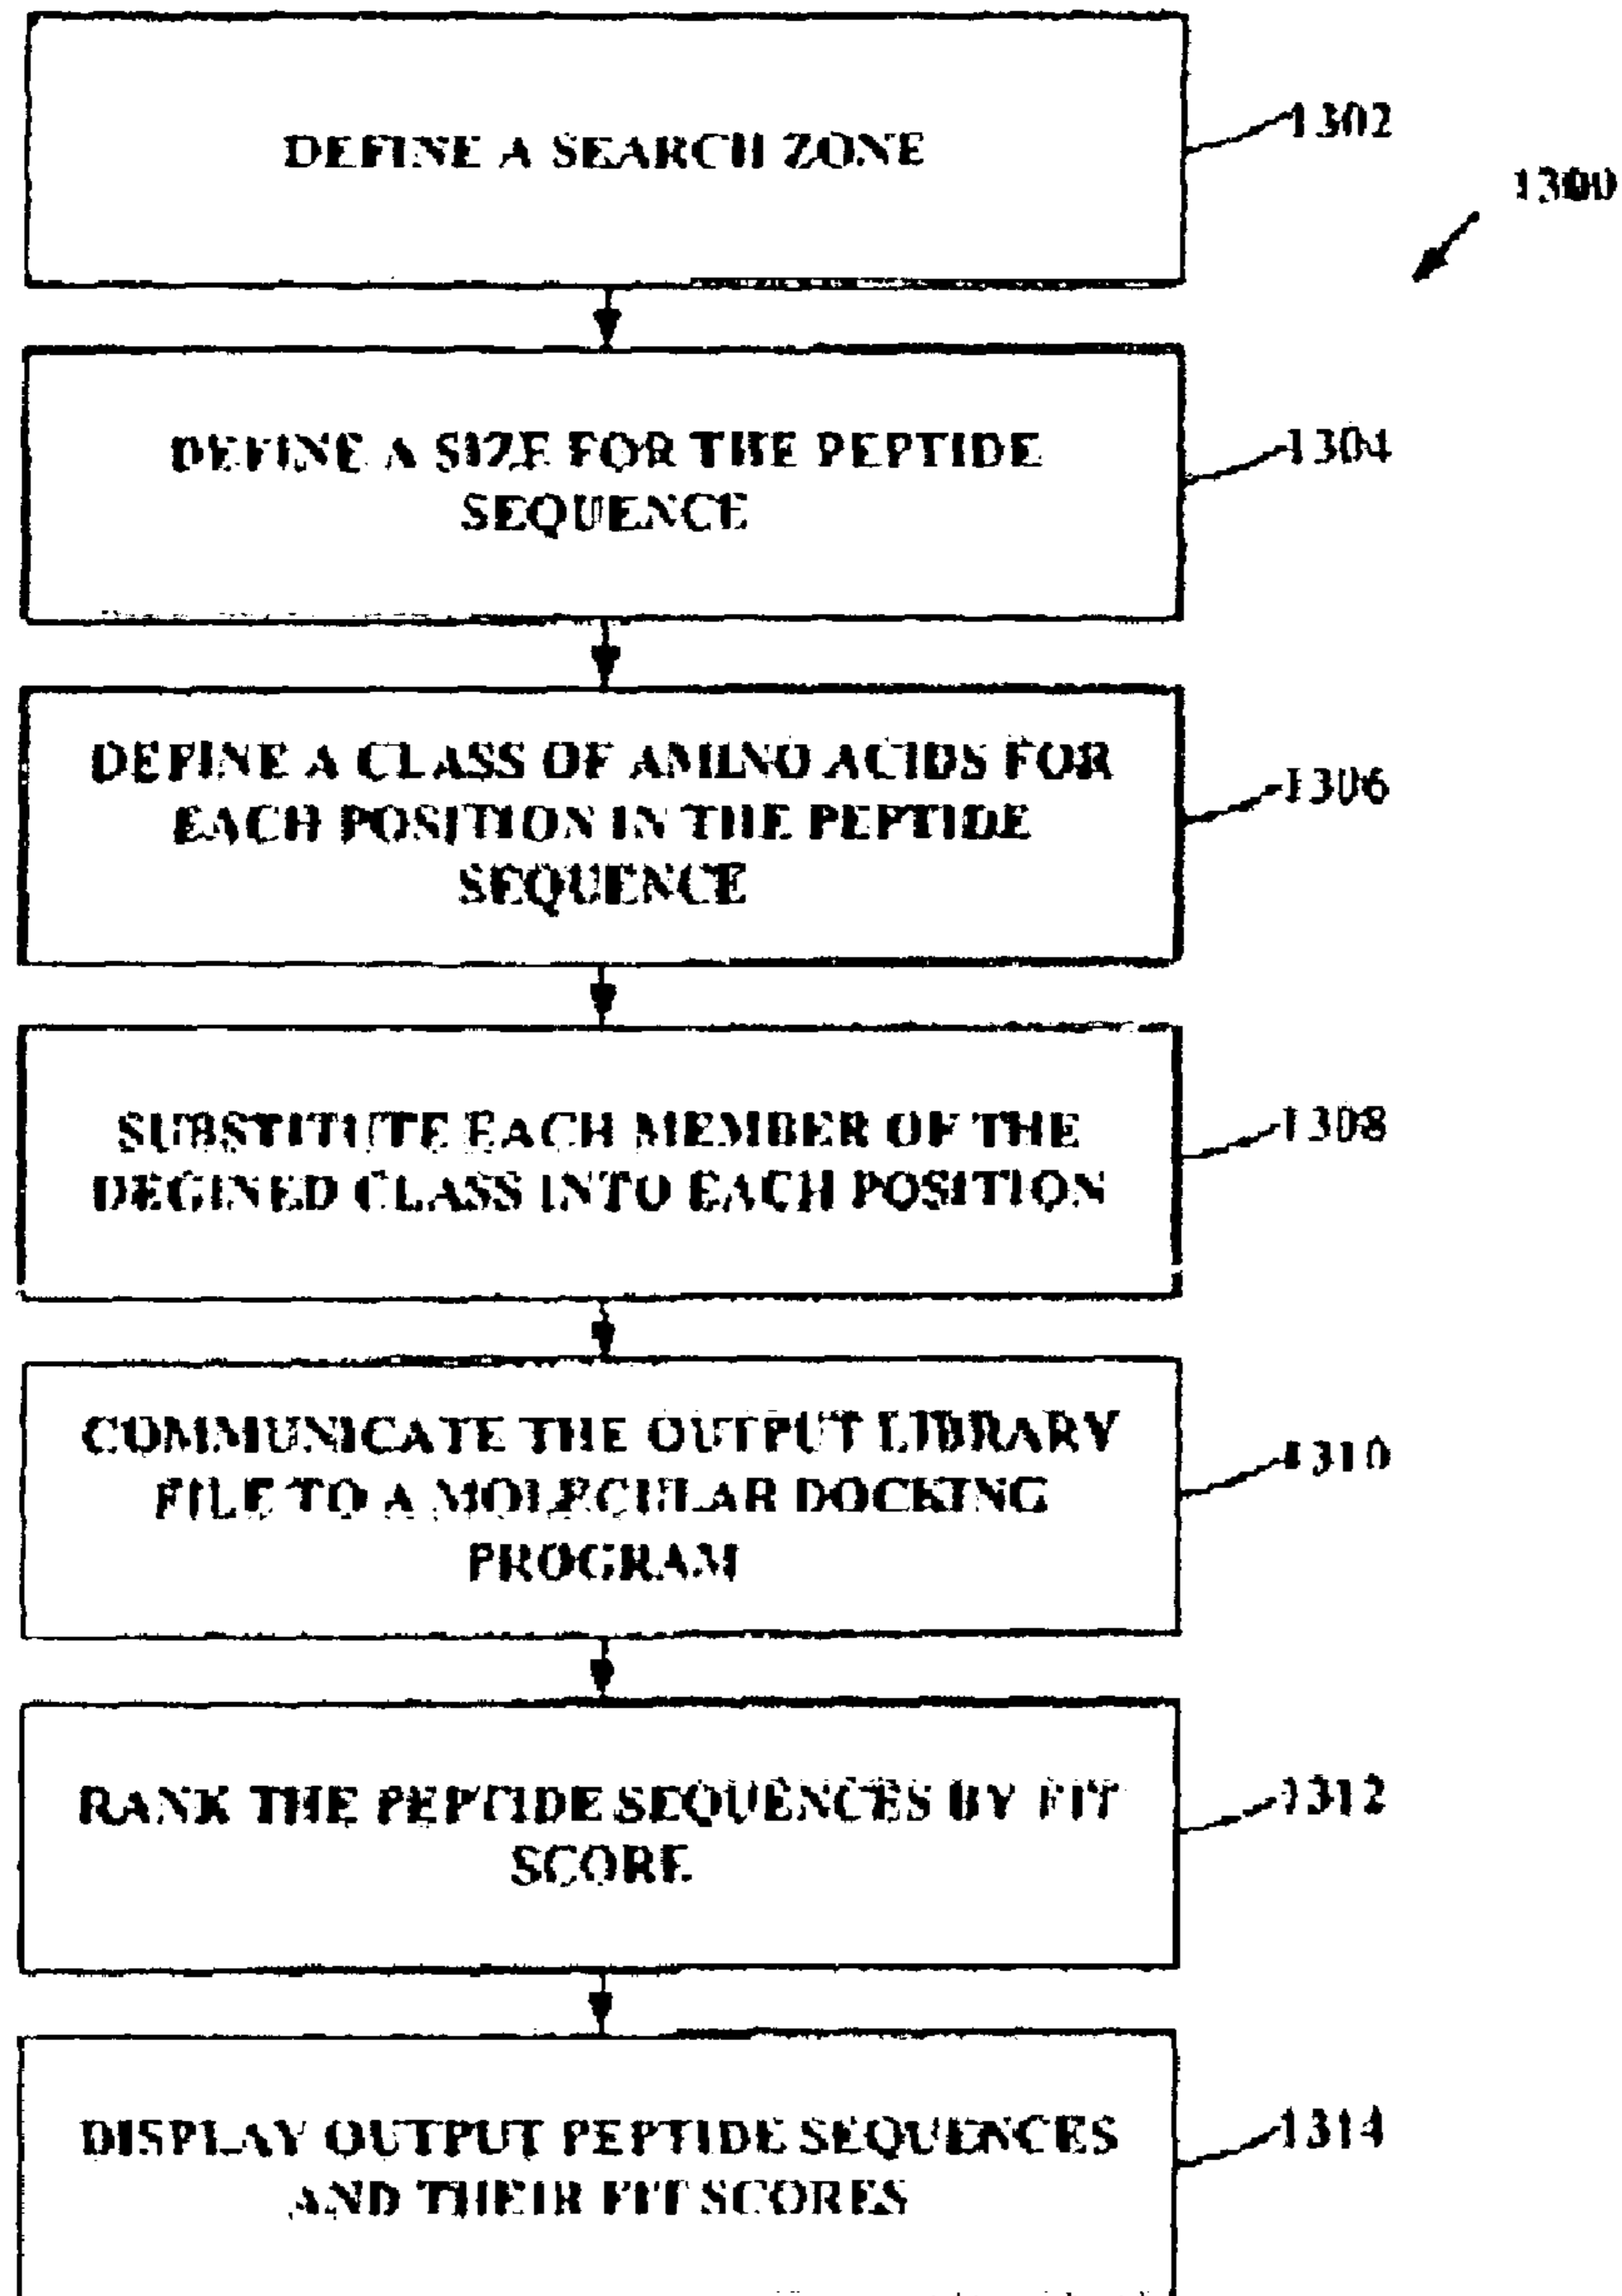 DEFINE A SEARCH ZONE
1302
1300
DEFINE A SIZE FOR THE PEPTIDE
SEQUENCE
1304
DEFINE A CLASS OF AMINO ACIDS FOR
EACH POSITION IN THE PEPTIDE
SEQUENCE
1306
SUBSTITUTE EACH MEMBER OF THE
DEGINED CLASS INTO EACH POSITION
1308
COMMUNICATE THE OUTPUT LIBRARY
FILE TO A MOLECULAR DOCKING
PROGRAM
1310
RANK THE PEPTIDE SEQUENCES BY FIT
SCORE
1312
DISPLAY OUTPUT PEPTIDE SEQUENCES
AND THEIR FIT SCORES
1314